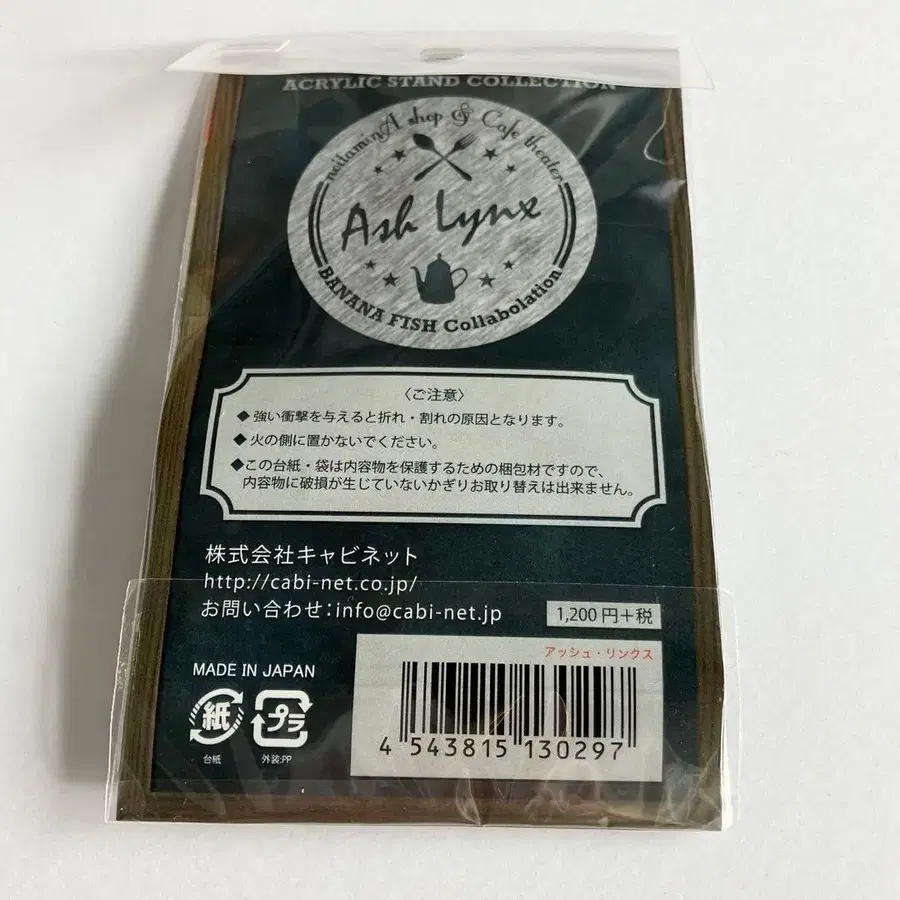 ACRYLIC STAND COLLECTION
noitaminA shop & Cafe theater
Ash Lynx
BANANA FISH Collabolation
〈ご注意〉
◆強い衝撃を与えると折れ・割れの原因となります。
◆火の側に置かないでください。
◆この台紙・袋は内容物を保護するための梱包材ですので、
内容物に破損が生じていないかぎりお取り替えは出来ません。
株式会社キャビネット
http://cabi-net.co.jp/
お問い合わせ：info@cabi-net.jp
1,200円+税
アッシュ・リンクス
MADE IN JAPAN
紙
プラ
台紙
外装:PP
4 543815 130297